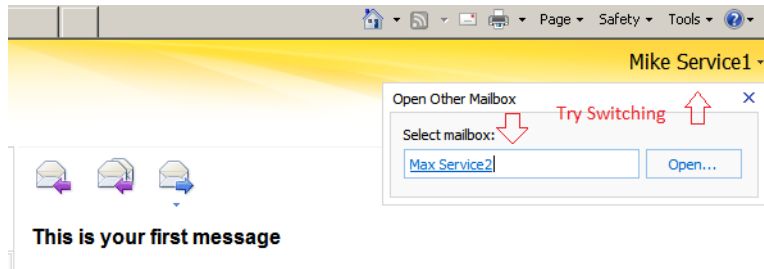 Page Safety Tools
Mike Service1
Open Other Mailbox
Try Switching
Select mailbox:
Max Service2 Open...
This is your first message